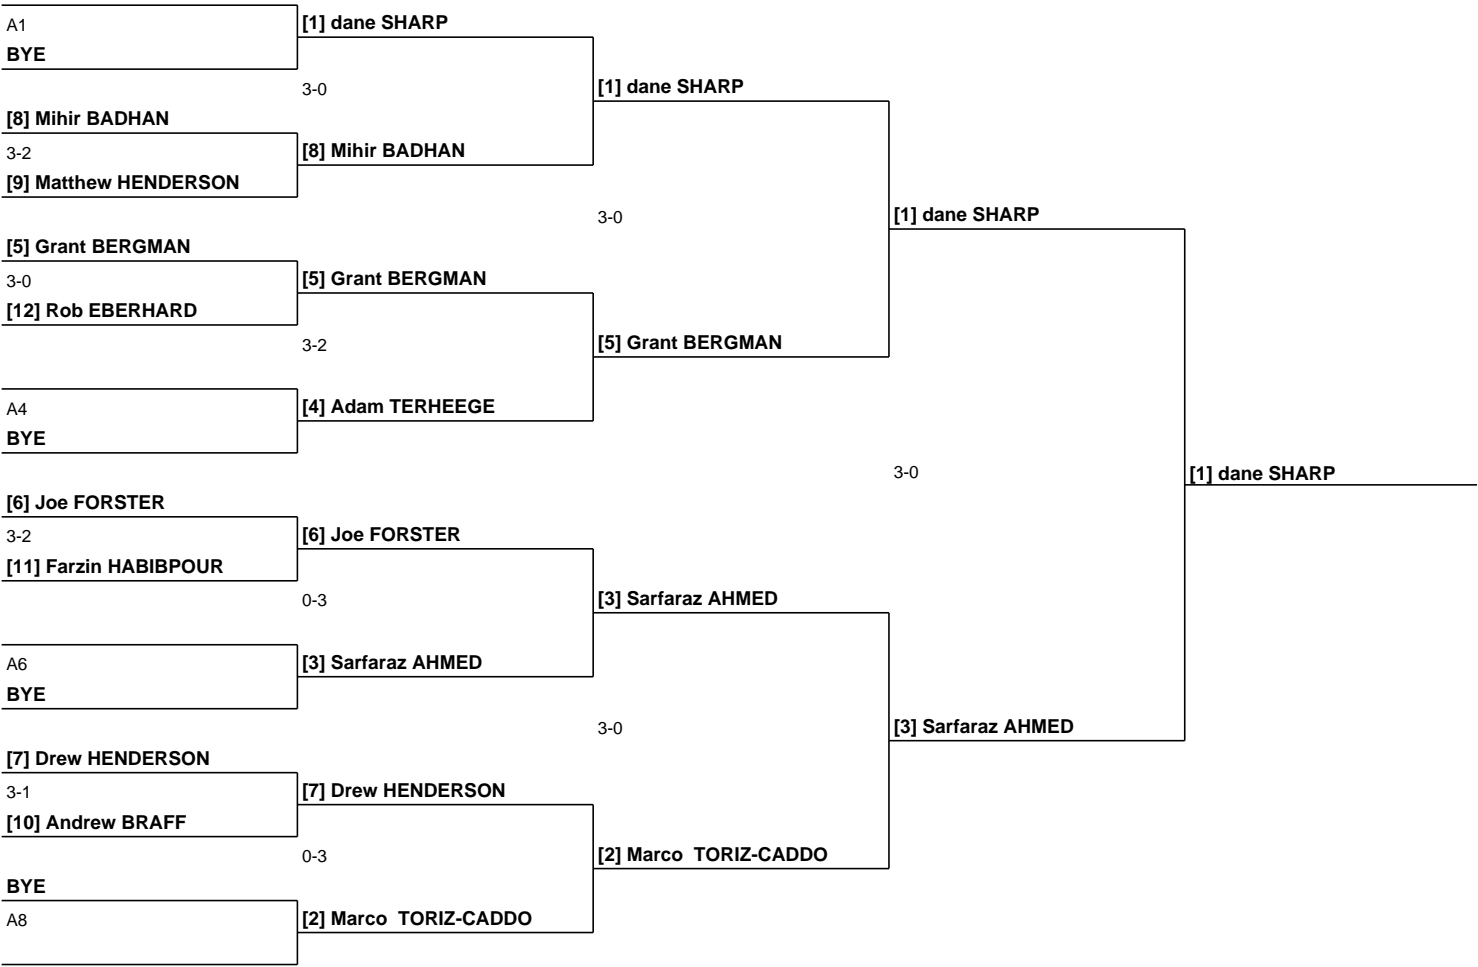 A1
BYE
[1] dane SHARP
3-0
[8] Mihir BADHAN
3-2
[9] Matthew HENDERSON
[8] Mihir BADHAN
[1] dane SHARP
3-0
[5] Grant BERGMAN
3-0
[12] Rob EBERHARD
[5] Grant BERGMAN
3-2
A4
BYE
[4] Adam TERHEEGE
[5] Grant BERGMAN
[1] dane SHARP
3-0
[1] dane SHARP
[6] Joe FORSTER
3-2
[11] Farzin HABIBPOUR
[6] Joe FORSTER
0-3
A6
BYE
[3] Sarfaraz AHMED
[3] Sarfaraz AHMED
3-0
[3] Sarfaraz AHMED
[7] Drew HENDERSON
3-1
[10] Andrew BRAFF
[7] Drew HENDERSON
0-3
BYE
A8
[2] Marco  TORIZ-CADDO
[2] Marco  TORIZ-CADDO